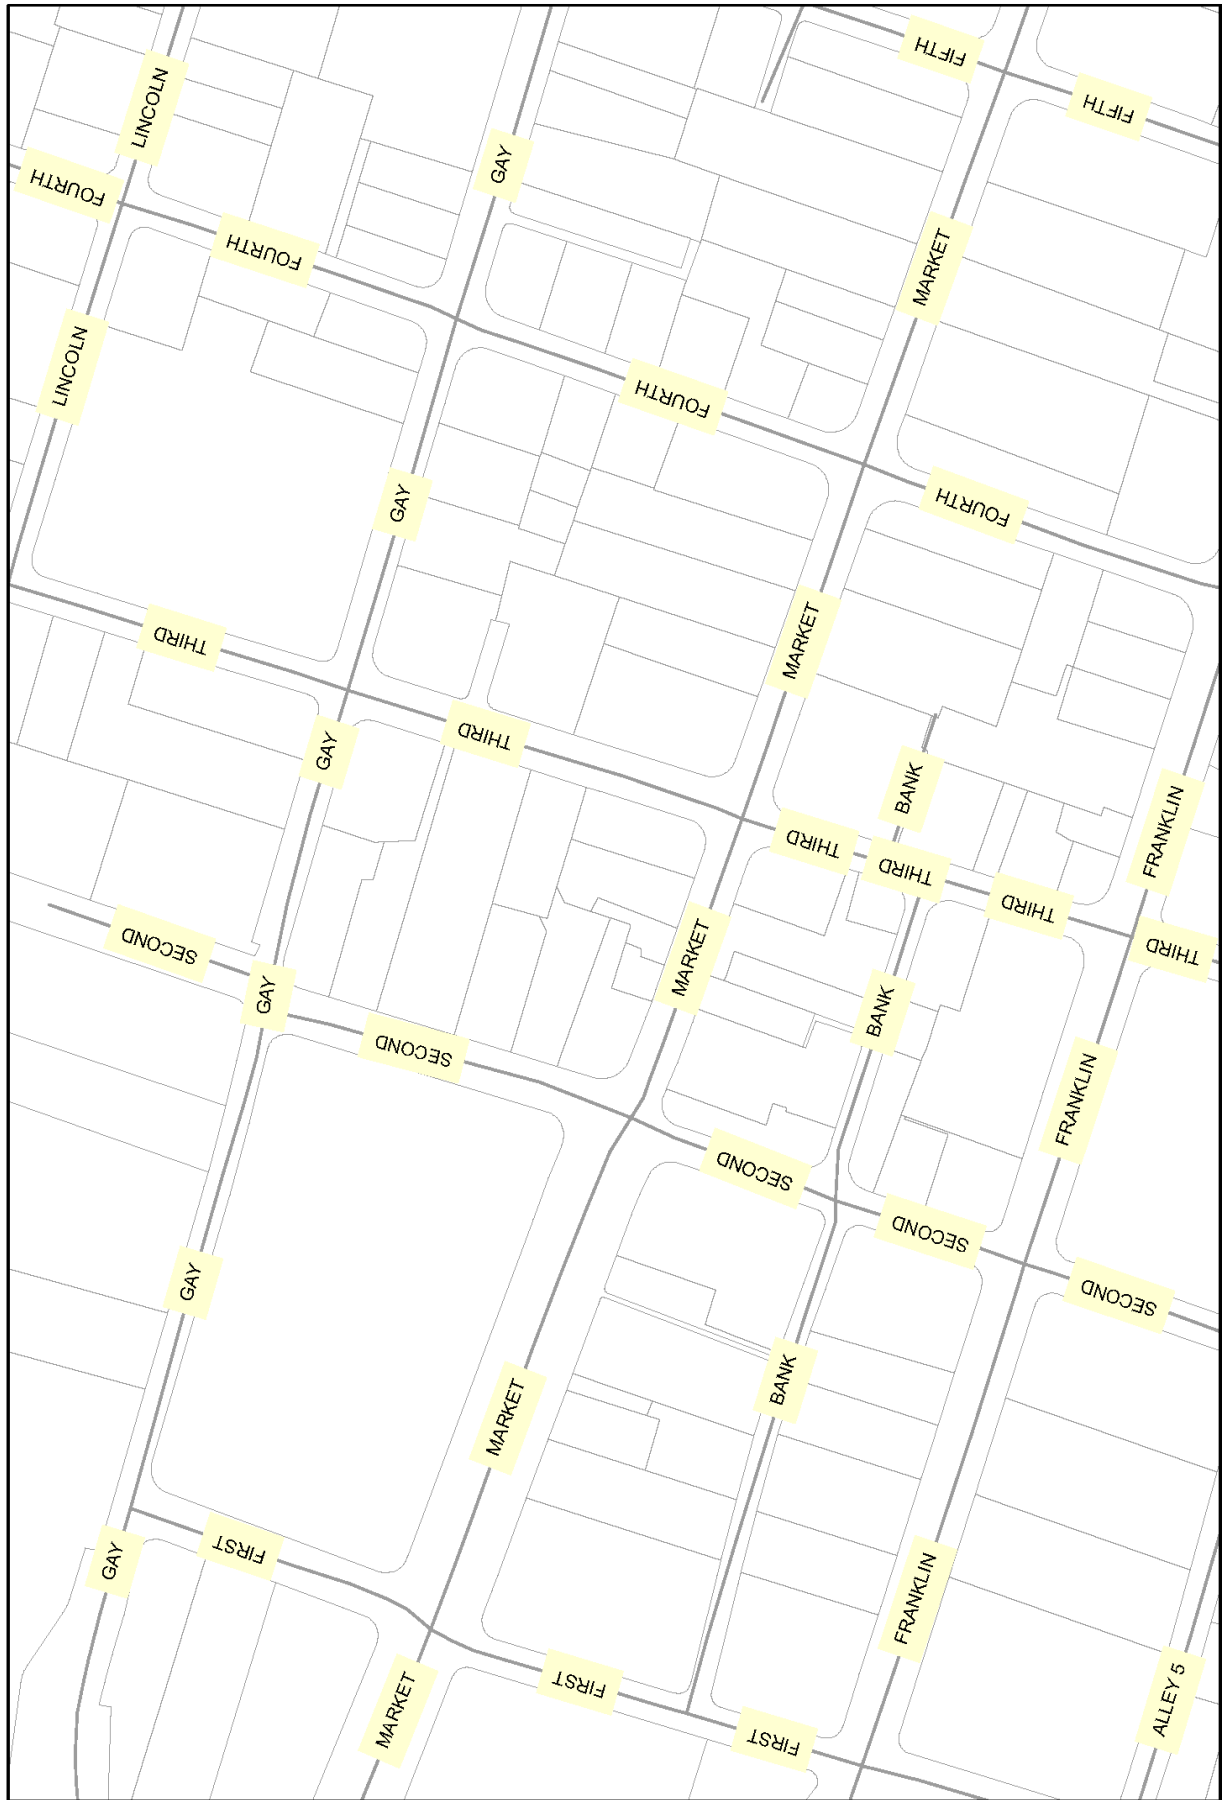 FIFTH
LINCOLN
FIFTH
GAY
FOURTH
FOURTH
MARKET
LINCOLN
FOURTH
GAY
FOURTH
THIRD
MARKET
THIRD
GAY
BANK
FRANKLIN
THIRD
THIRD
THIRD
SECOND
THIRD
MARKET
GAY
BANK
SECOND
FRANKLIN
SECOND
SECOND
GAY
SECOND
BANK
MARKET
FIRST
GAY
FRANKLIN
FIRST
ALLEY 5
MARKET
FIRST